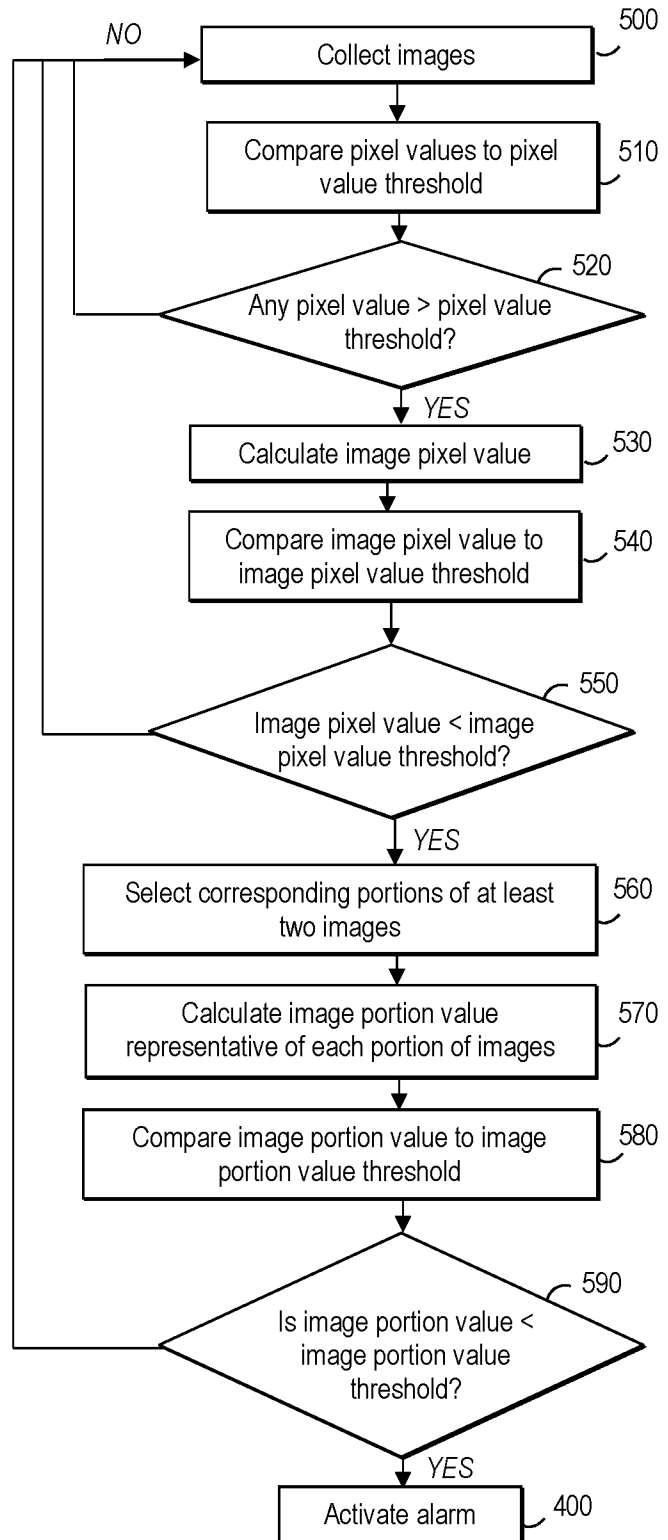 NO
500
Collect images
Compare pixel values to pixel
value threshold
510
520
Any pixel value > pixel value
threshold?
YES
Calculate image pixel value
530
Compare image pixel value to
image pixel value threshold
540
550
Image pixel value < image
pixel value threshold?
YES
Select corresponding portions of at least
two images
560
Calculate image portion value
representative of each portion of images
570
Compare image portion value to image
portion value threshold
580
590
Is image portion value <
image portion value
threshold?
YES
Activate alarm
400